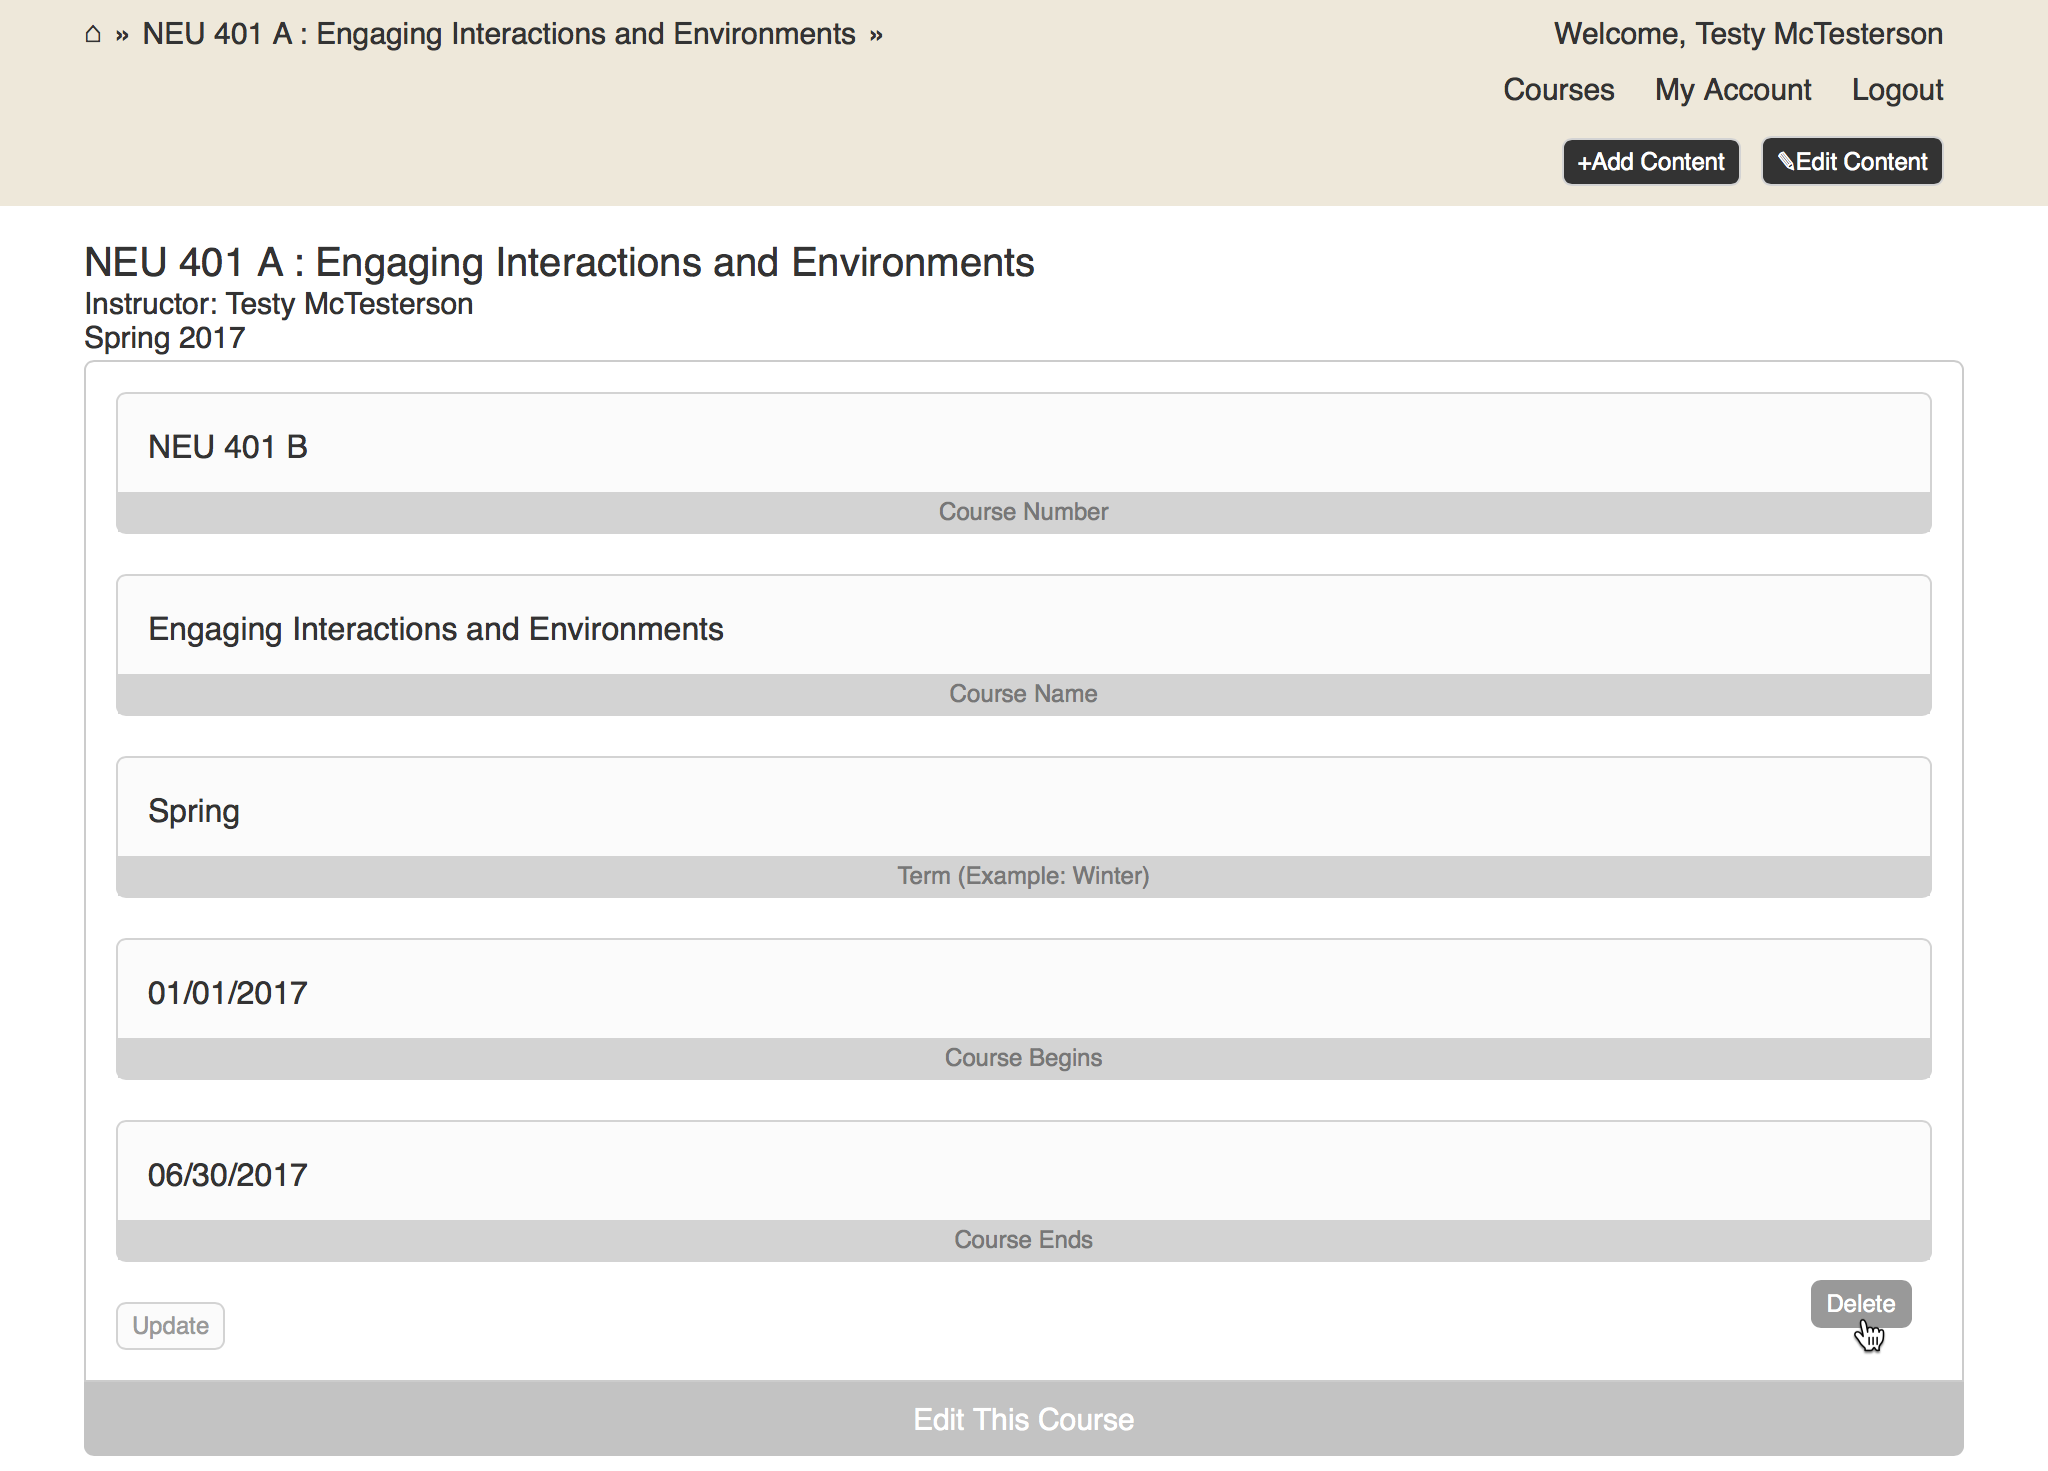 ⌂ » NEU 401 A : Engaging Interactions and Environments »
Welcome, Testy McTesterson
Courses My Account Logout
+Add Content ✎Edit Content
NEU 401 A : Engaging Interactions and Environments
Instructor: Testy McTesterson
Spring 2017
NEU 401 B
Course Number
Engaging Interactions and Environments
Course Name
Spring
Term (Example: Winter)
01/01/2017
Course Begins
06/30/2017
Course Ends
Update
Delete
Edit This Course